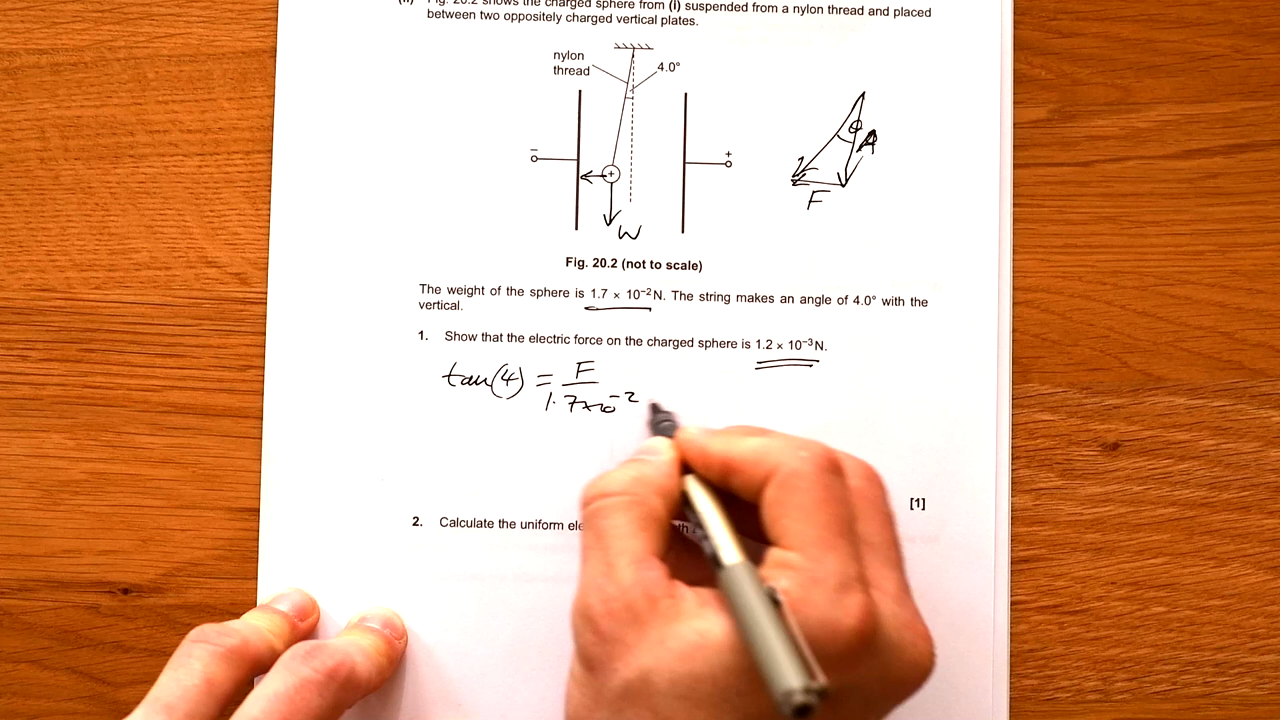 Fig. 20.2 shows the charged sphere from (i) suspended from a nylon thread and placed
between two oppositely charged vertical plates.
nylon
thread
4.0°
−
+
+
θ
A
F
W
Fig. 20.2 (not to scale)
The weight of the sphere is 1.7 × 10⁻² N. The string makes an angle of 4.0° with the
vertical.
1. Show that the electric force on the charged sphere is 1.2 × 10⁻³ N.
tan(4) = F
1.7×10⁻²
[1]
2. Calculate the uniform